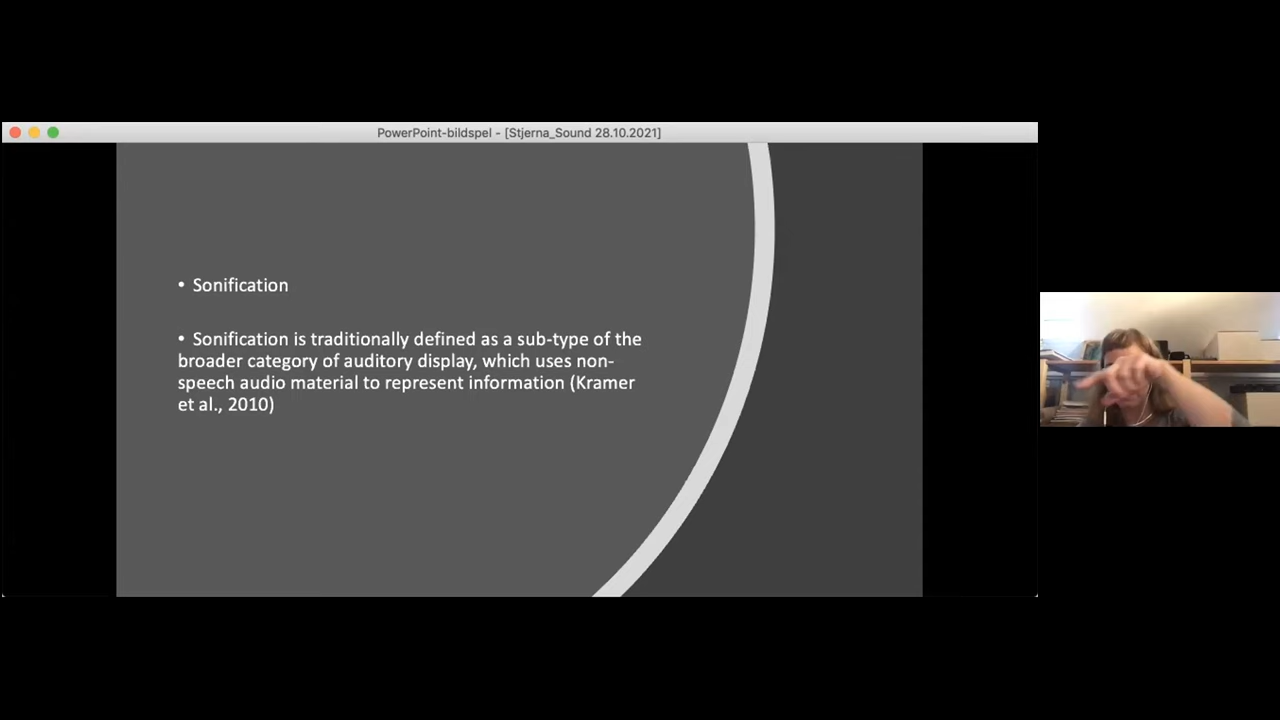 PowerPoint-bildspel - [Stjerna_Sound 28.10.2021]
• Sonification
• Sonification is traditionally defined as a sub-type of the
broader category of auditory display, which uses non-
speech audio material to represent information (Kramer
et al., 2010)